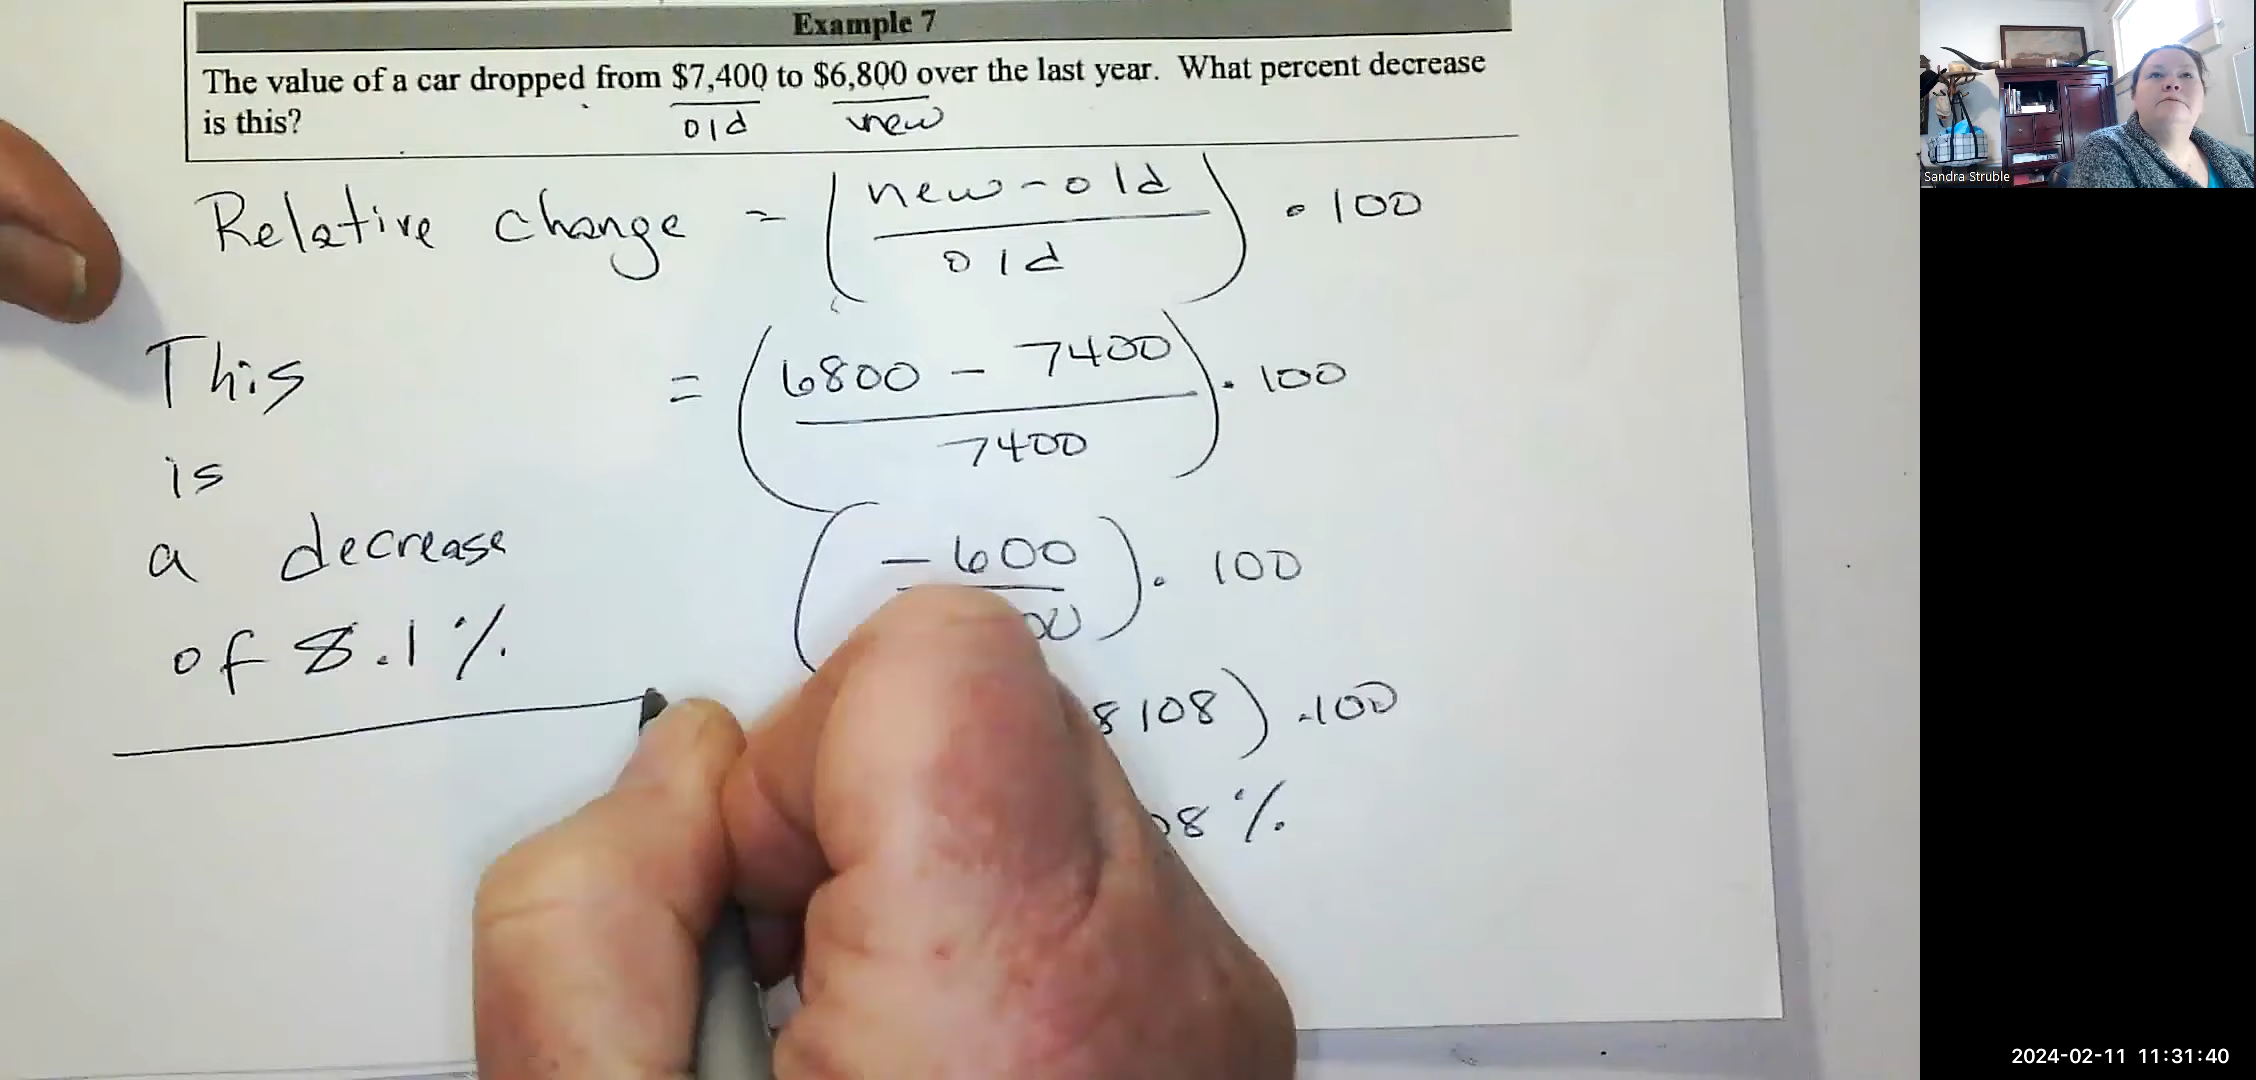 Example 7
The value of a car dropped from $7,400 to $6,800 over the last year. What percent decrease
is this?
old new
Relative change = (new - old / old) • 100
This
= (6800 - 7400 / 7400) • 100
is
(-600 / 00) • 100
a decrease
of 8.1%
8108) • 100
08%
Sandra Struble
2024-02-11 11:31:40